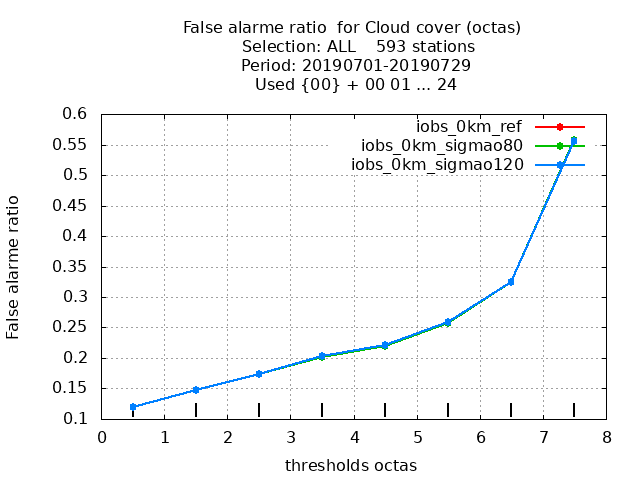 False alarme ratio  for Cloud cover (octas)
Selection: ALL    593 stations
Period: 20190701-20190729
Used {00} + 00 01 ... 24
iobs_0km_ref
iobs_0km_sigmao80
iobs_0km_sigmao120
False alarme ratio
0.6
0.55
0.5
0.45
0.4
0.35
0.3
0.25
0.2
0.15
0.1
0 1 2 3 4 5 6 7 8
thresholds octas